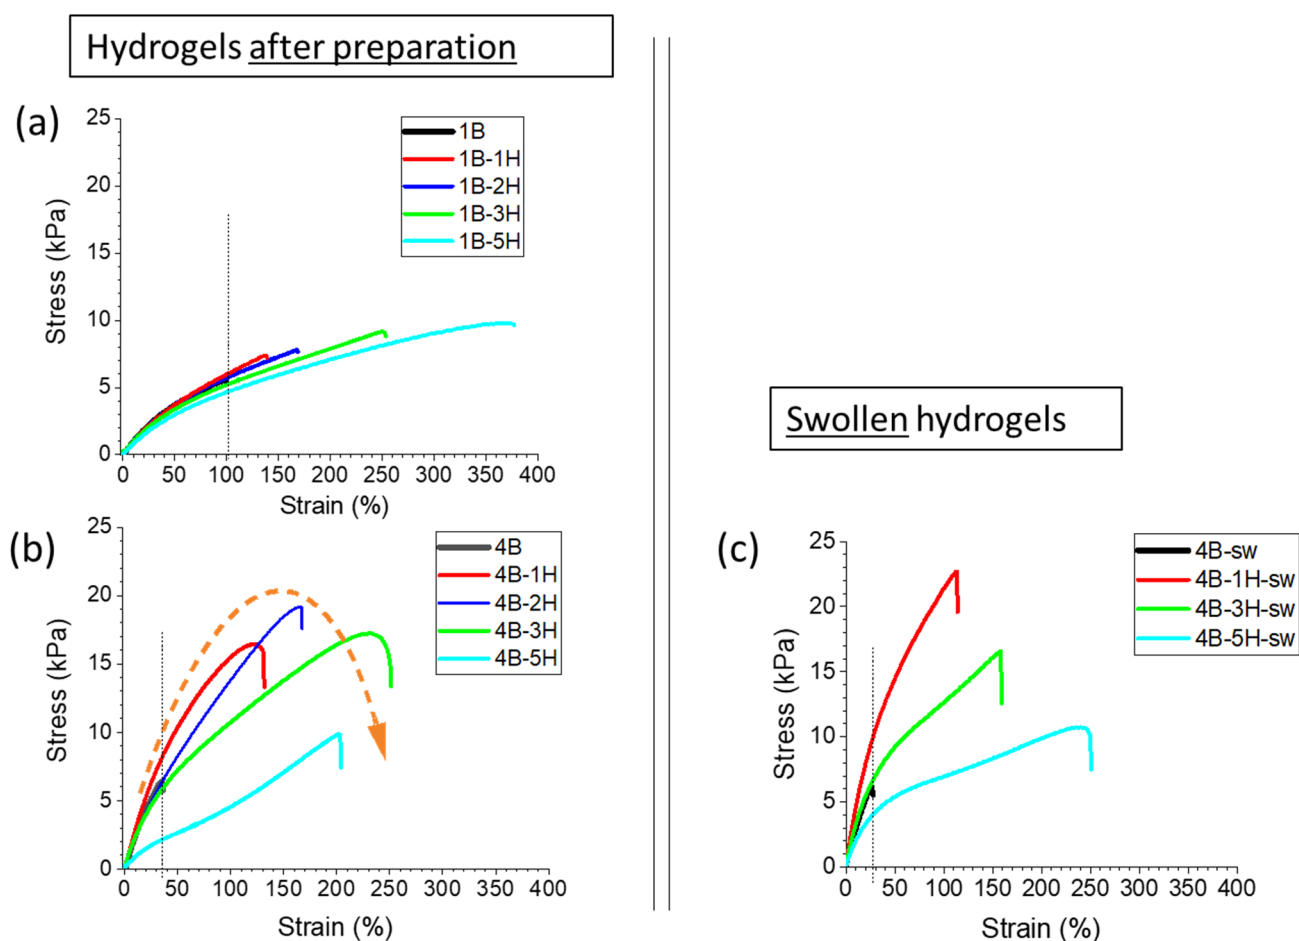 Hydrogels after preparation
(a)
25
20
15
10
5
0
Stress (kPa)
1B
1B-1H
1B-2H
1B-3H
1B-5H
0 50 100 150 200 250 300 350 400
Strain (%)
Swollen hydrogels
(b)
25
20
15
10
5
0
Stress (kPa)
4B
4B-1H
4B-2H
4B-3H
4B-5H
0 50 100 150 200 250 300 350 400
Strain (%)
(c)
25
20
15
10
5
0
Stress (kPa)
4B-sw
4B-1H-sw
4B-3H-sw
4B-5H-sw
0 50 100 150 200 250 300 350 400
Strain (%)